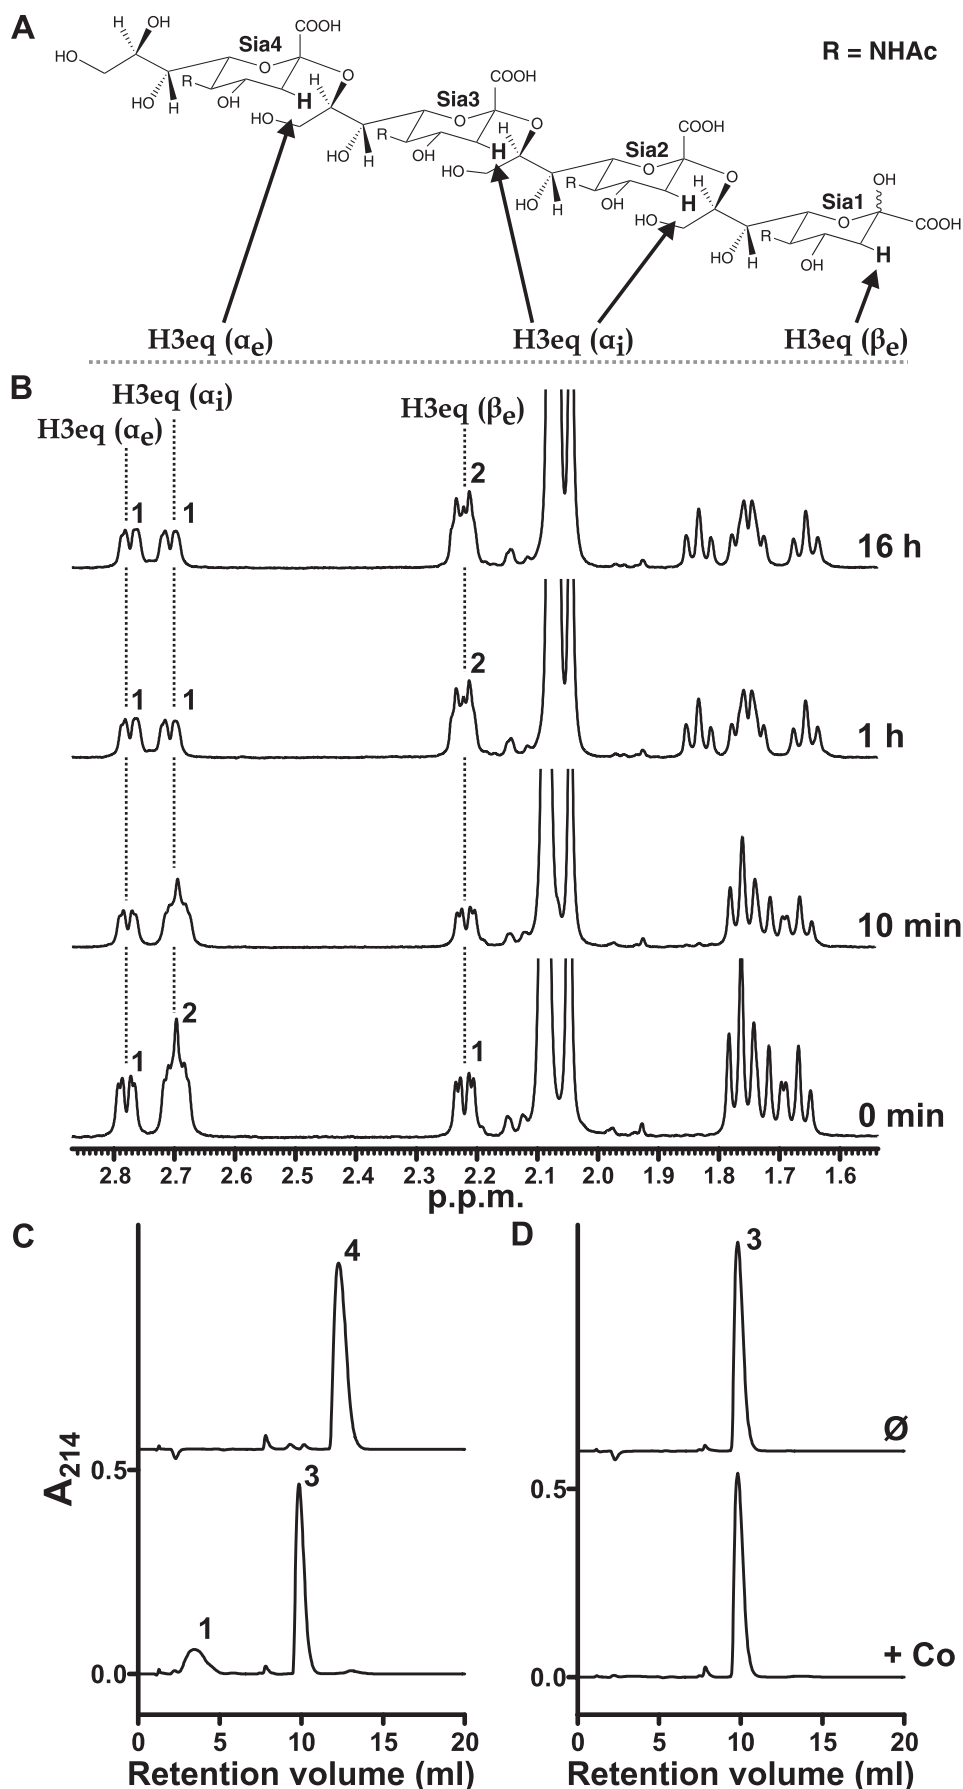 A
H OH
COOH
HO
Sia4
O
O
R = NHAc
R
HO H
OH
H
H
COOH
Sia3
HO
O
O
R
HO H
OH
H
H
COOH
Sia2
HO
O
O
R
HO H
OH
H
H
OH
Sia1
HO
O
COOH
R
HO H
OH
H
H3eq (αe)
H3eq (αi)
H3eq (βe)
B
H3eq (αi)
H3eq (αe)
H3eq (βe)
1 1 2
16 h
1 1 2
1 h
10 min
1 2 1
0 min
2.8 2.7 2.6 2.5 2.4 2.3 2.2 2.1 2.0 1.9 1.8 1.7 1.6
p.p.m.
C
4
A214
0.5
3
1
0.0
0 5 10 15 20
Retention volume (ml)
D
3
Ø
0.5
+ Co
0.0
0 5 10 15 20
Retention volume (ml)